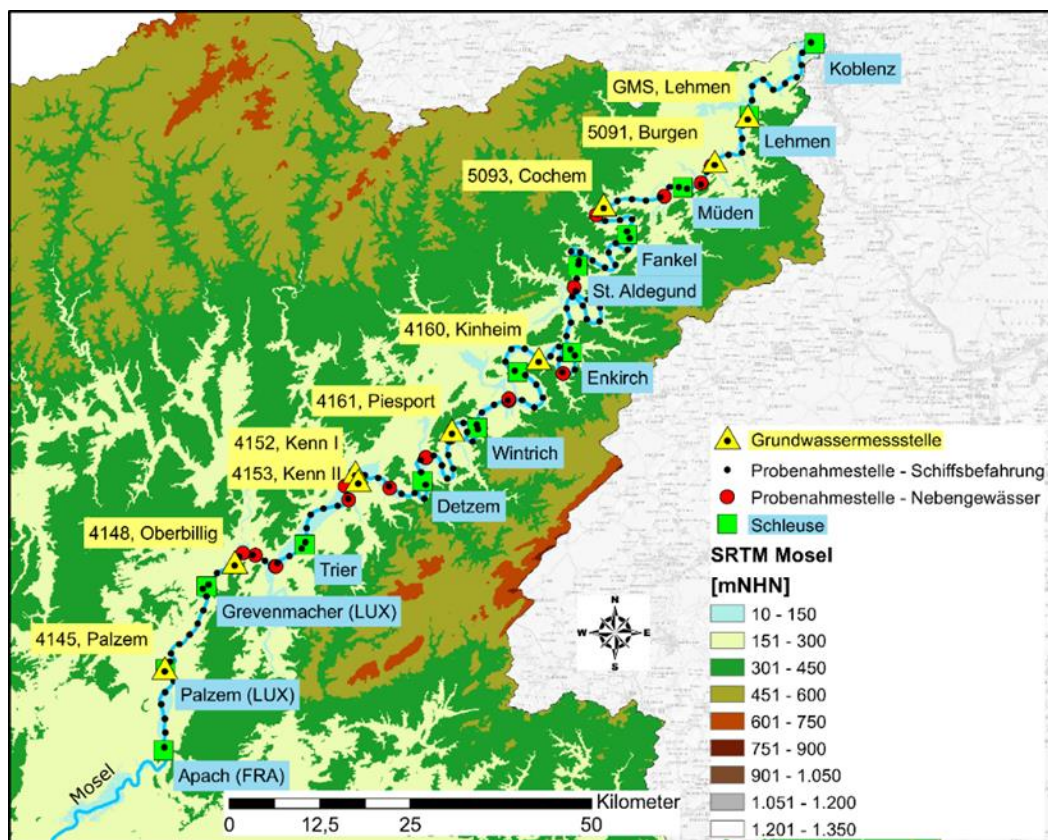 Koblenz
GMS, Lehmen
5091, Burgen
Lehmen
5093, Cochem
Müden
Fankel
St. Aldegund
4160, Kinheim
Enkirch
4161, Piesport
Wintrich
4152, Kenn I
4153, Kenn II
Detzem
4148, Oberbillig
Trier
Grevenmacher (LUX)
4145, Palzem
Palzem (LUX)
Apach (FRA)
Mosel
Grundwassermessstelle
Probenahmestelle - Schiffsbefahrung
Probenahmestelle - Nebengewässer
Schleuse
SRTM Mosel
[mNHN]
10 - 150
151 - 300
301 - 450
451 - 600
601 - 750
751 - 900
901 - 1.050
1.051 - 1.200
1.201 - 1.350
N
W E
S
Kilometer
0 12,5 25 50